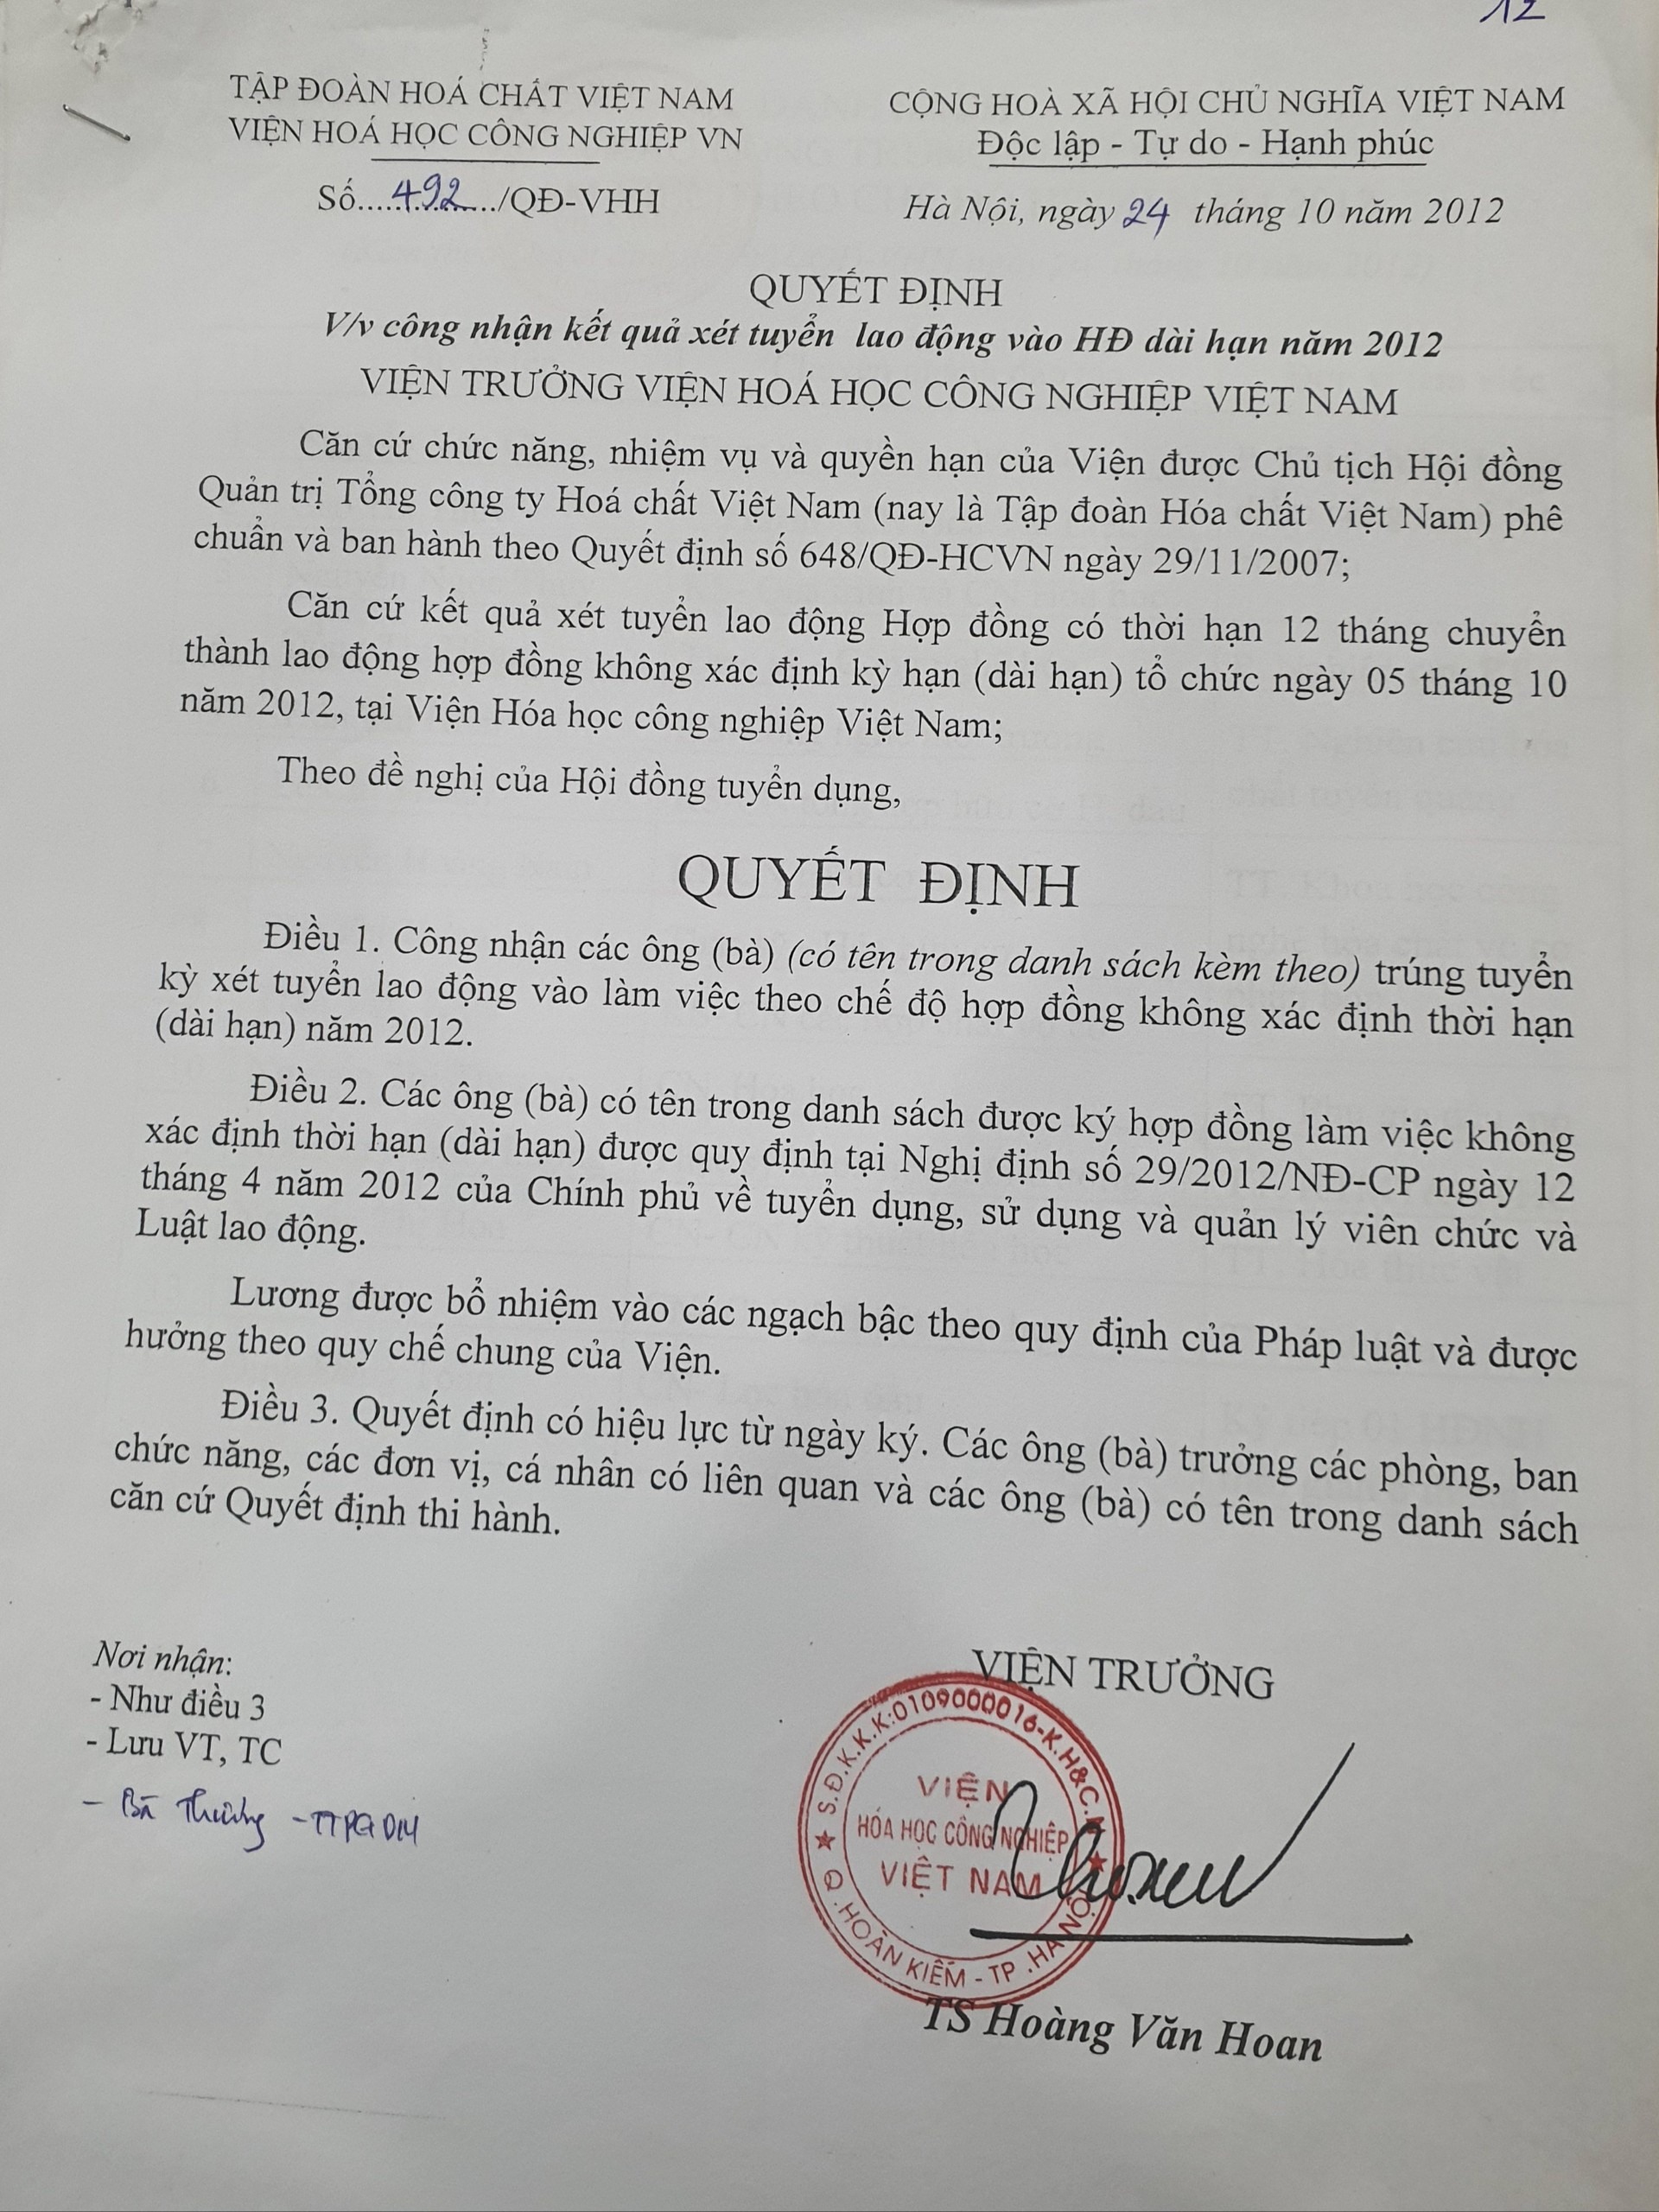 12
TẬP ĐOÀN HOÁ CHẤT VIỆT NAM
VIỆN HOÁ HỌC CÔNG NGHIỆP VN
Số....492..../QĐ-VHH
CỘNG HOÀ XÃ HỘI CHỦ NGHĨA VIỆT NAM
Độc lập - Tự do - Hạnh phúc
Hà Nội, ngày 24 tháng 10 năm 2012
QUYẾT ĐỊNH
V/v công nhận kết quả xét tuyển lao động vào HĐ dài hạn năm 2012
VIỆN TRƯỞNG VIỆN HOÁ HỌC CÔNG NGHIỆP VIỆT NAM
Căn cứ chức năng, nhiệm vụ và quyền hạn của Viện được Chủ tịch Hội đồng
Quản trị Tổng công ty Hoá chất Việt Nam (nay là Tập đoàn Hóa chất Việt Nam) phê
chuẩn và ban hành theo Quyết định số 648/QĐ-HCVN ngày 29/11/2007;
Căn cứ kết quả xét tuyển lao động Hợp đồng có thời hạn 12 tháng chuyển
thành lao động hợp đồng không xác định kỳ hạn (dài hạn) tổ chức ngày 05 tháng 10
năm 2012, tại Viện Hóa học công nghiệp Việt Nam;
Theo đề nghị của Hội đồng tuyển dụng,
QUYẾT ĐỊNH
Điều 1. Công nhận các ông (bà) (có tên trong danh sách kèm theo) trúng tuyển
kỳ xét tuyển lao động vào làm việc theo chế độ hợp đồng không xác định thời hạn
(dài hạn) năm 2012.
Điều 2. Các ông (bà) có tên trong danh sách được ký hợp đồng làm việc không
xác định thời hạn (dài hạn) được quy định tại Nghị định số 29/2012/NĐ-CP ngày 12
tháng 4 năm 2012 của Chính phủ về tuyển dụng, sử dụng và quản lý viên chức và
Luật lao động.
Lương được bổ nhiệm vào các ngạch bậc theo quy định của Pháp luật và được
hưởng theo quy chế chung của Viện.
Điều 3. Quyết định có hiệu lực từ ngày ký. Các ông (bà) trưởng các phòng, ban
chức năng, các đơn vị, cá nhân có liên quan và các ông (bà) có tên trong danh sách
căn cứ Quyết định thi hành.
Nơi nhận:
- Như điều 3
- Lưu VT, TC
- Bà
VIỆN TRƯỞNG
S.Đ.K.K.K:0109000016-K.H&C.N
VIỆN
HÓA HỌC CÔNG NGHIỆP
VIỆT NAM
Q.HOÀN KIẾM - TP.HÀ NỘI
TS Hoàng Văn Hoan